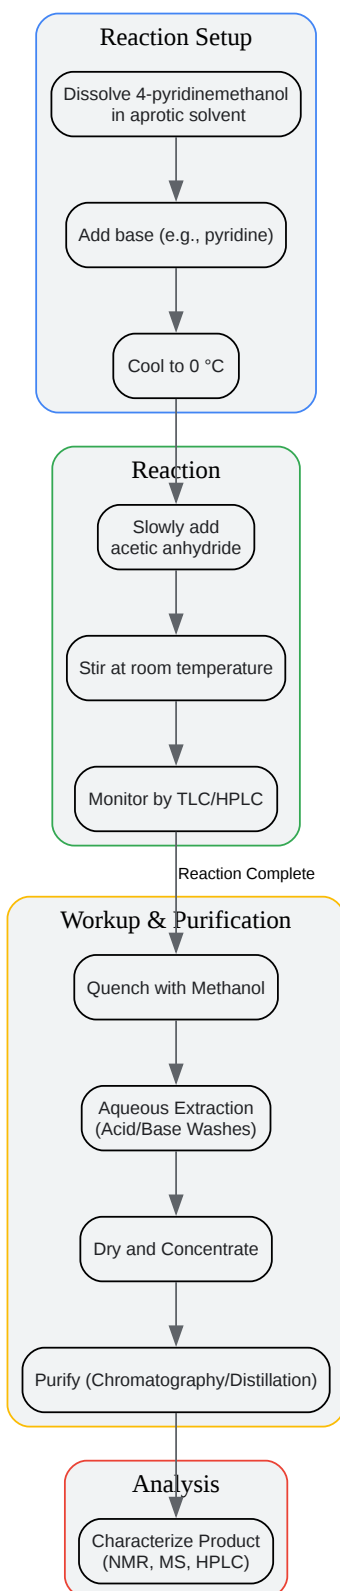 Reaction Setup
Dissolve 4-pyridinemethanol
in aprotic solvent
Add base (e.g., pyridine)
Cool to 0 °C
Reaction
Slowly add
acetic anhydride
Stir at room temperature
Monitor by TLC/HPLC
Reaction Complete
Workup & Purification
Quench with Methanol
Aqueous Extraction
(Acid/Base Washes)
Dry and Concentrate
Purify (Chromatography/Distillation)
Analysis
Characterize Product
(NMR, MS, HPLC)